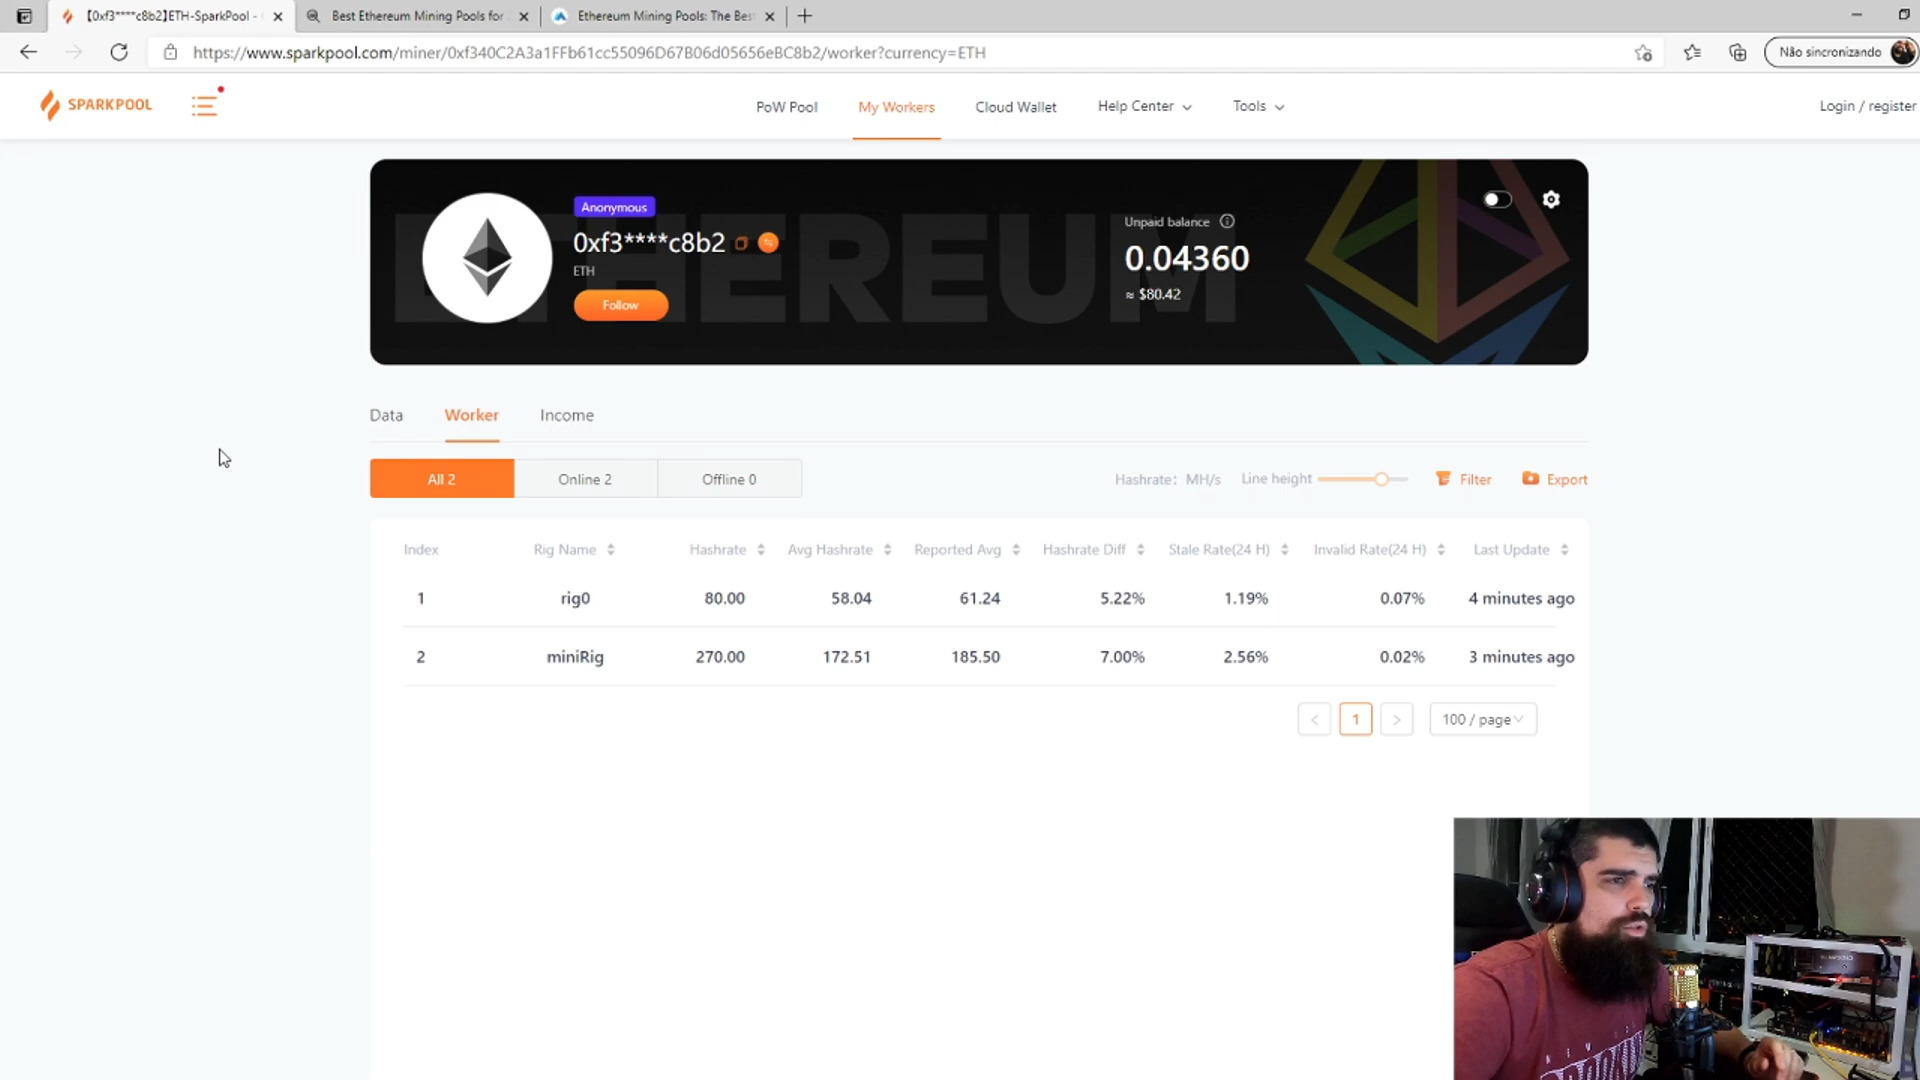 【0xf3****c8b2】ETH-SparkPool -
Best Ethereum Mining Pools for
Ethereum Mining Pools: The Bes
https://www.sparkpool.com/miner/0xf340C2A3a1FFb61cc55096D67B06d05656eBC8b2/worker?currency=ETH
Não sincronizando
SPARKPOOL
PoW Pool
My Workers
Cloud Wallet
Help Center
Tools
Login / register
ETHEREUM
Anonymous
0xf3****c8b2
ETH
Follow
Unpaid balance
0.04360
≈ $80.42
Data
Worker
Income
All 2
Online 2
Offline 0
Hashrate: MH/s
Line height
Filter
Export
Index Rig Name Hashrate Avg Hashrate Reported Avg Hashrate Diff Stale Rate(24 H) Invalid Rate(24 H) Last Update
1 rig0 80.00 58.04 61.24 5.22% 1.19% 0.07% 4 minutes ago
2 miniRig 270.00 172.51 185.50 7.00% 2.56% 0.02% 3 minutes ago
< 1 > 100 / page